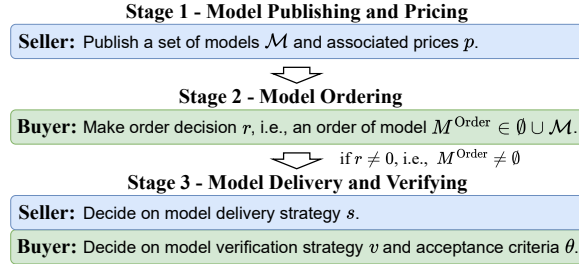 Stage 1 - Model Publishing and Pricing
Seller: Publish a set of models ℳ and associated prices p.
Stage 2 - Model Ordering
Buyer: Make order decision r, i.e., an order of model M^Order ∈ ∅ ∪ ℳ.
if r ≠ 0, i.e., M^Order ≠ ∅
Stage 3 - Model Delivery and Verifying
Seller: Decide on model delivery strategy s.
Buyer: Decide on model verification strategy v and acceptance criteria θ.